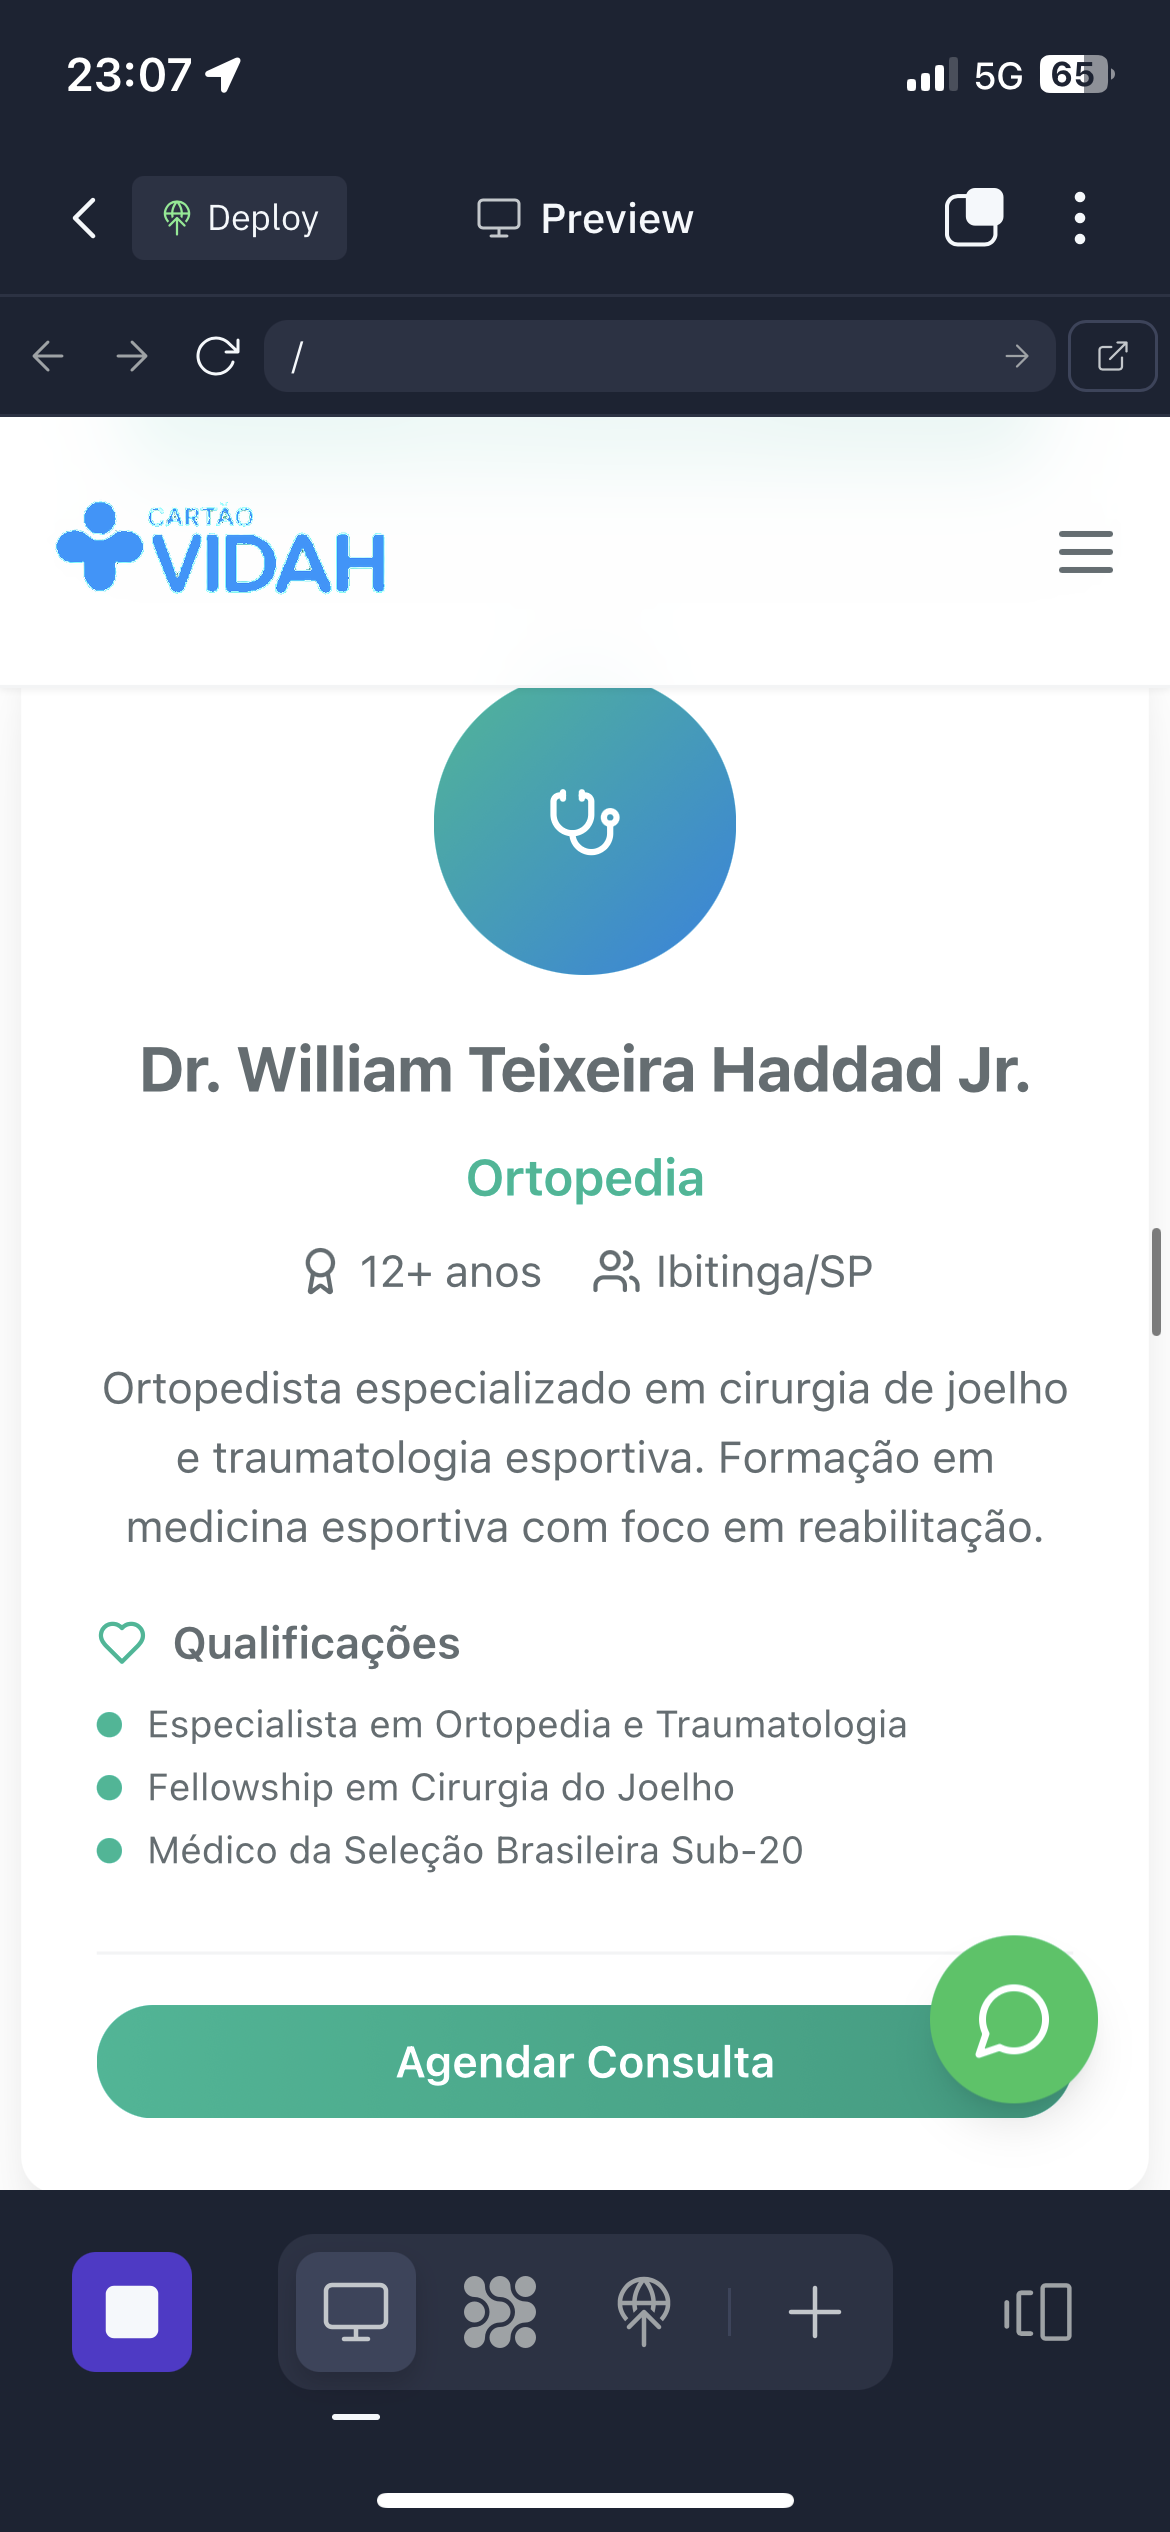 23:07
5G
65
Deploy
Preview
/
CARTÃO
VIDAH
Dr. William Teixeira Haddad Jr.
Ortopedia
12+ anos
Ibitinga/SP
Ortopedista especializado em cirurgia de joelho
e traumatologia esportiva. Formação em
medicina esportiva com foco em reabilitação.
Qualificações
Especialista em Ortopedia e Traumatologia
Fellowship em Cirurgia do Joelho
Médico da Seleção Brasileira Sub-20
Agendar Consulta